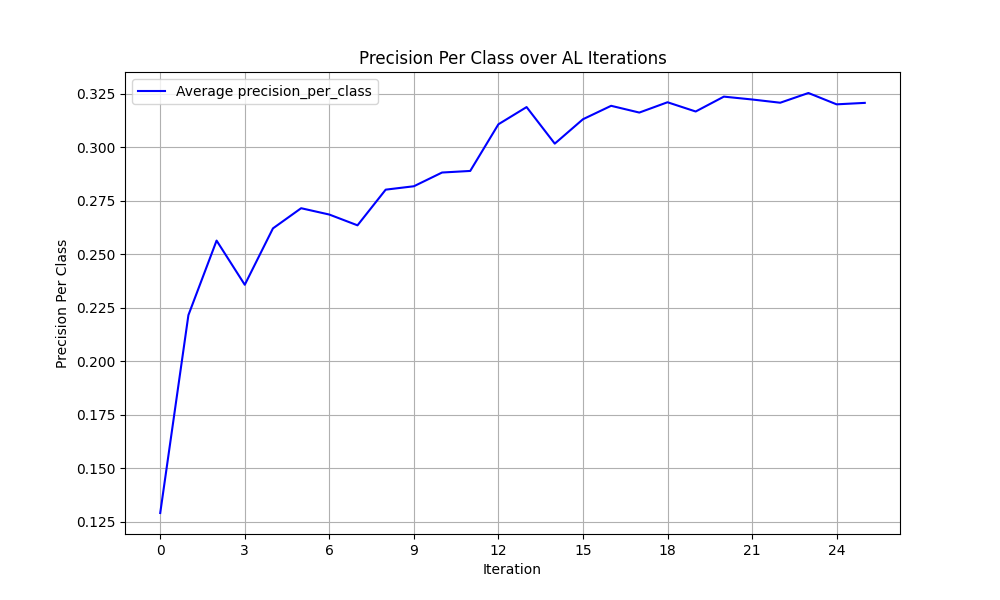 Precision Per Class over AL Iterations
Average precision_per_class
Precision Per Class
0.325
0.300
0.275
0.250
0.225
0.200
0.175
0.150
0.125
0 3 6 9 12 15 18 21 24
Iteration